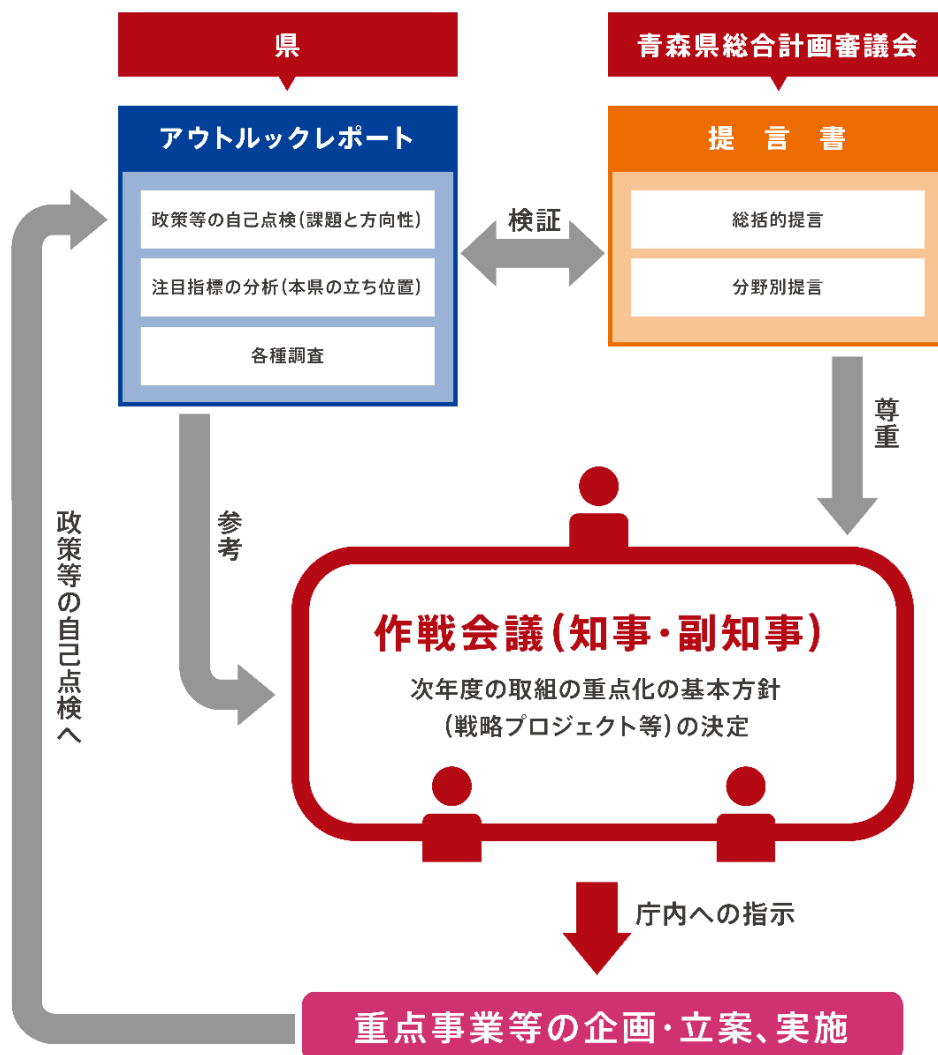 県
青森県総合計画審議会
アウトルックレポート
提言書
政策等の自己点検(課題と方向性)
注目指標の分析(本県の立ち位置)
各種調査
検証
総括的提言
分野別提言
尊重
参考
政策等の自己点検へ
作戦会議(知事・副知事)
次年度の取組の重点化の基本方針
(戦略プロジェクト等)の決定
庁内への指示
重点事業等の企画・立案、実施